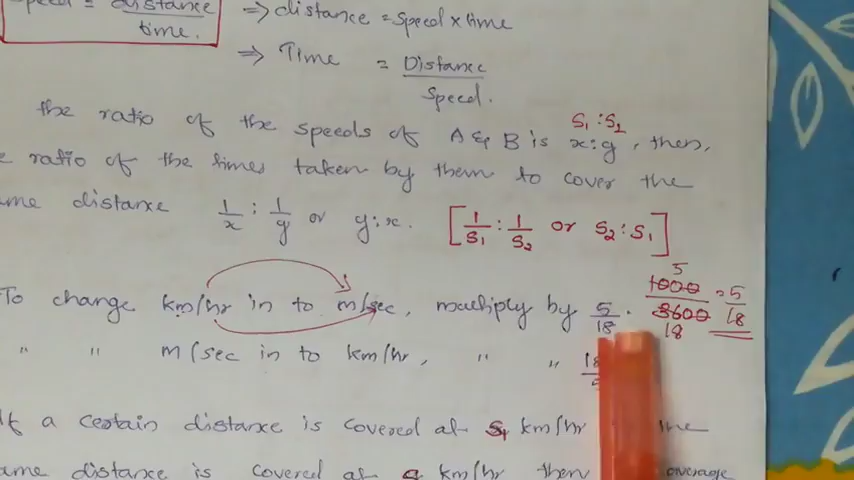 Speed = distance/time. ⇒ distance = Speed x time
⇒ Time = Distance/Speed.
the ratio of the speeds of A & B is x:y, then, S1:S2
ratio of the times taken by them to cover the
distance 1/x : 1/y or y:x. [1/S1 : 1/S2 or S2:S1]
To change km/hr in to m/sec, multiply by 5/18. 1000/3600 = 5/18 5 18
" " m/sec in to km/hr, " " 18/
If a certain distance is covered at km/hr
distance is covered at km/hr then average